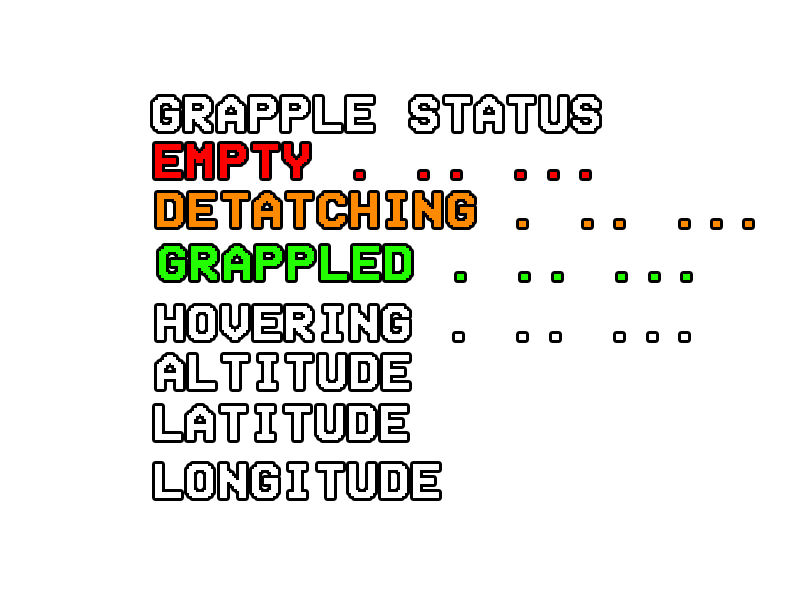 GRAPPLE STATUS
EMPTY . .. ...
DETATCHING . .. ...
GRAPPLED . .. ...
HOVERING . .. ...
ALTITUDE
LATITUDE
LONGITUDE